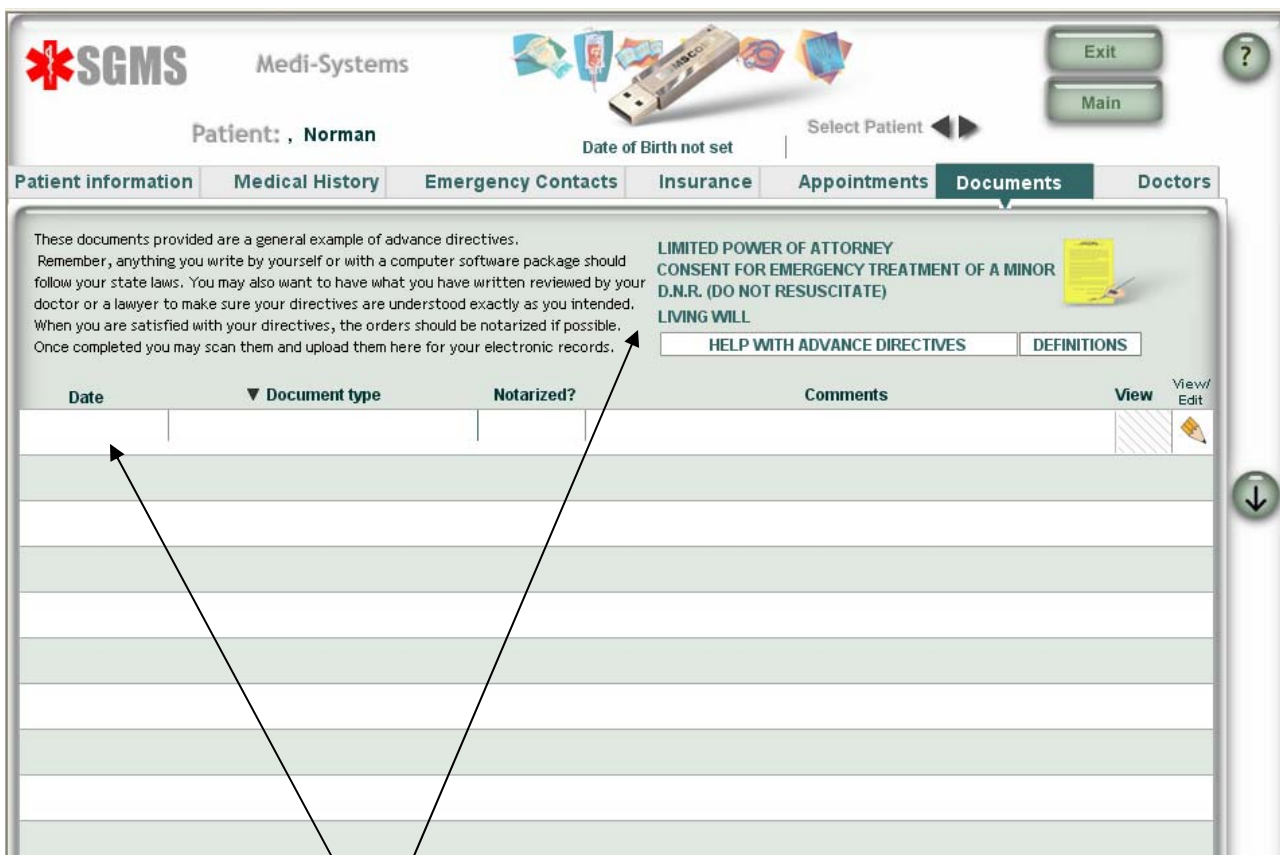 SGMS
Medi-Systems
Exit
?
Main
Patient: , Norman
Date of Birth not set
Select Patient
Patient information
Medical History
Emergency Contacts
Insurance
Appointments
Documents
Doctors
These documents provided are a general example of advance directives.
Remember, anything you write by yourself or with a computer software package should
follow your state laws. You may also want to have what you have written reviewed by your
doctor or a lawyer to make sure your directives are understood exactly as you intended.
When you are satisfied with your directives, the orders should be notarized if possible.
Once completed you may scan them and upload them here for your electronic records.
LIMITED POWER OF ATTORNEY
CONSENT FOR EMERGENCY TREATMENT OF A MINOR
D.N.R. (DO NOT RESUSCITATE)
LIVING WILL
HELP WITH ADVANCE DIRECTIVES
DEFINITIONS
Date
▼ Document type
Notarized?
Comments
View
View/
Edit